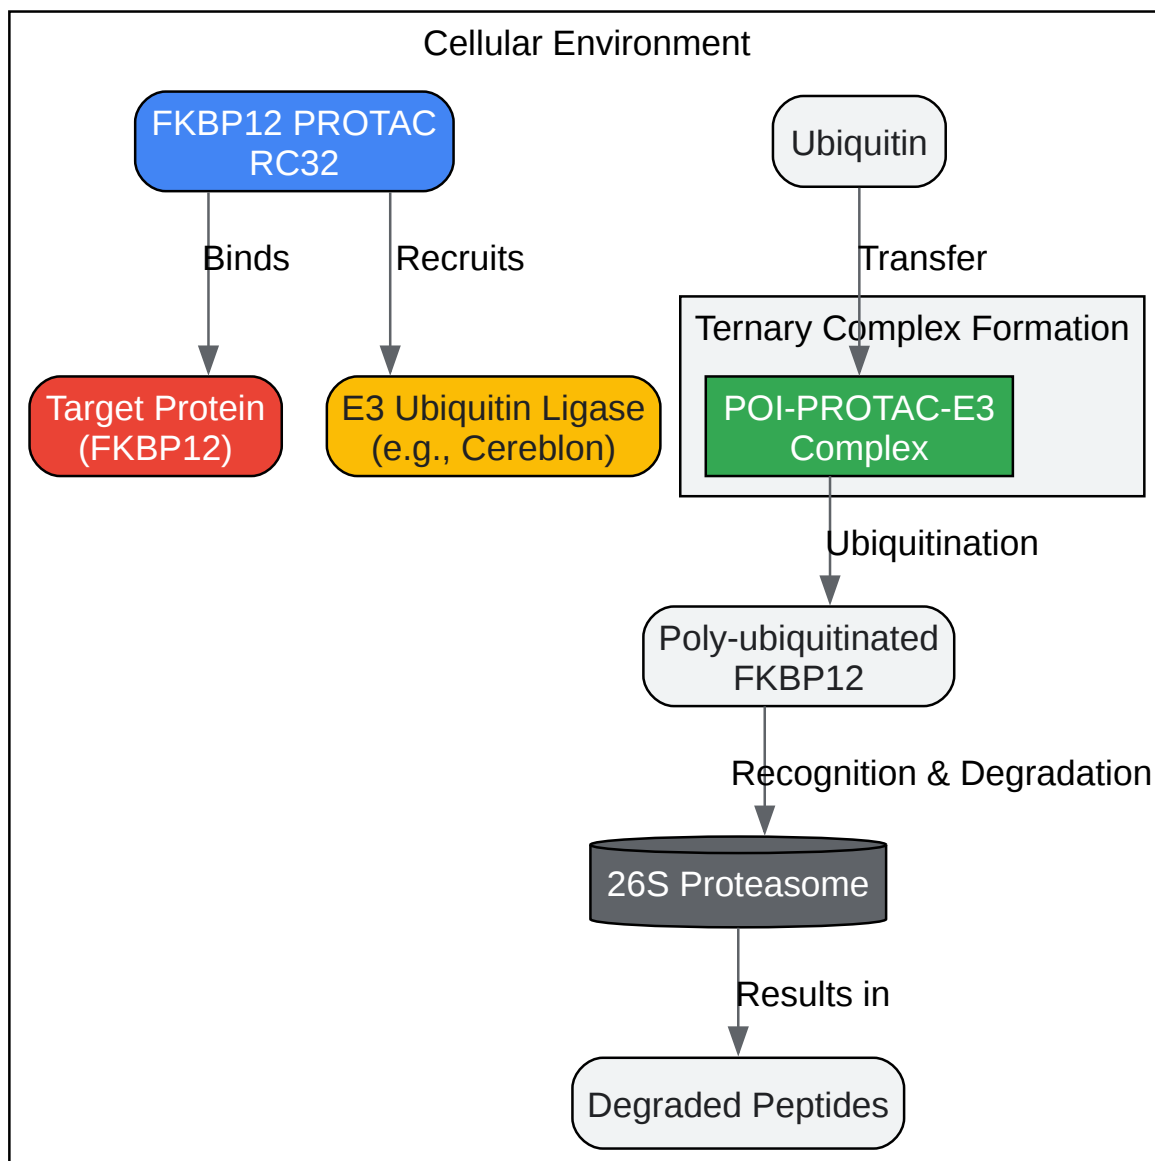 Cellular Environment
FKBP12 PROTAC
RC32
Ubiquitin
Binds
Recruits
Transfer
Ternary Complex Formation
Target Protein
(FKBP12)
E3 Ubiquitin Ligase
(e.g., Cereblon)
POI-PROTAC-E3
Complex
Ubiquitination
Poly-ubiquitinated
FKBP12
Recognition & Degradation
26S Proteasome
Results in
Degraded Peptides